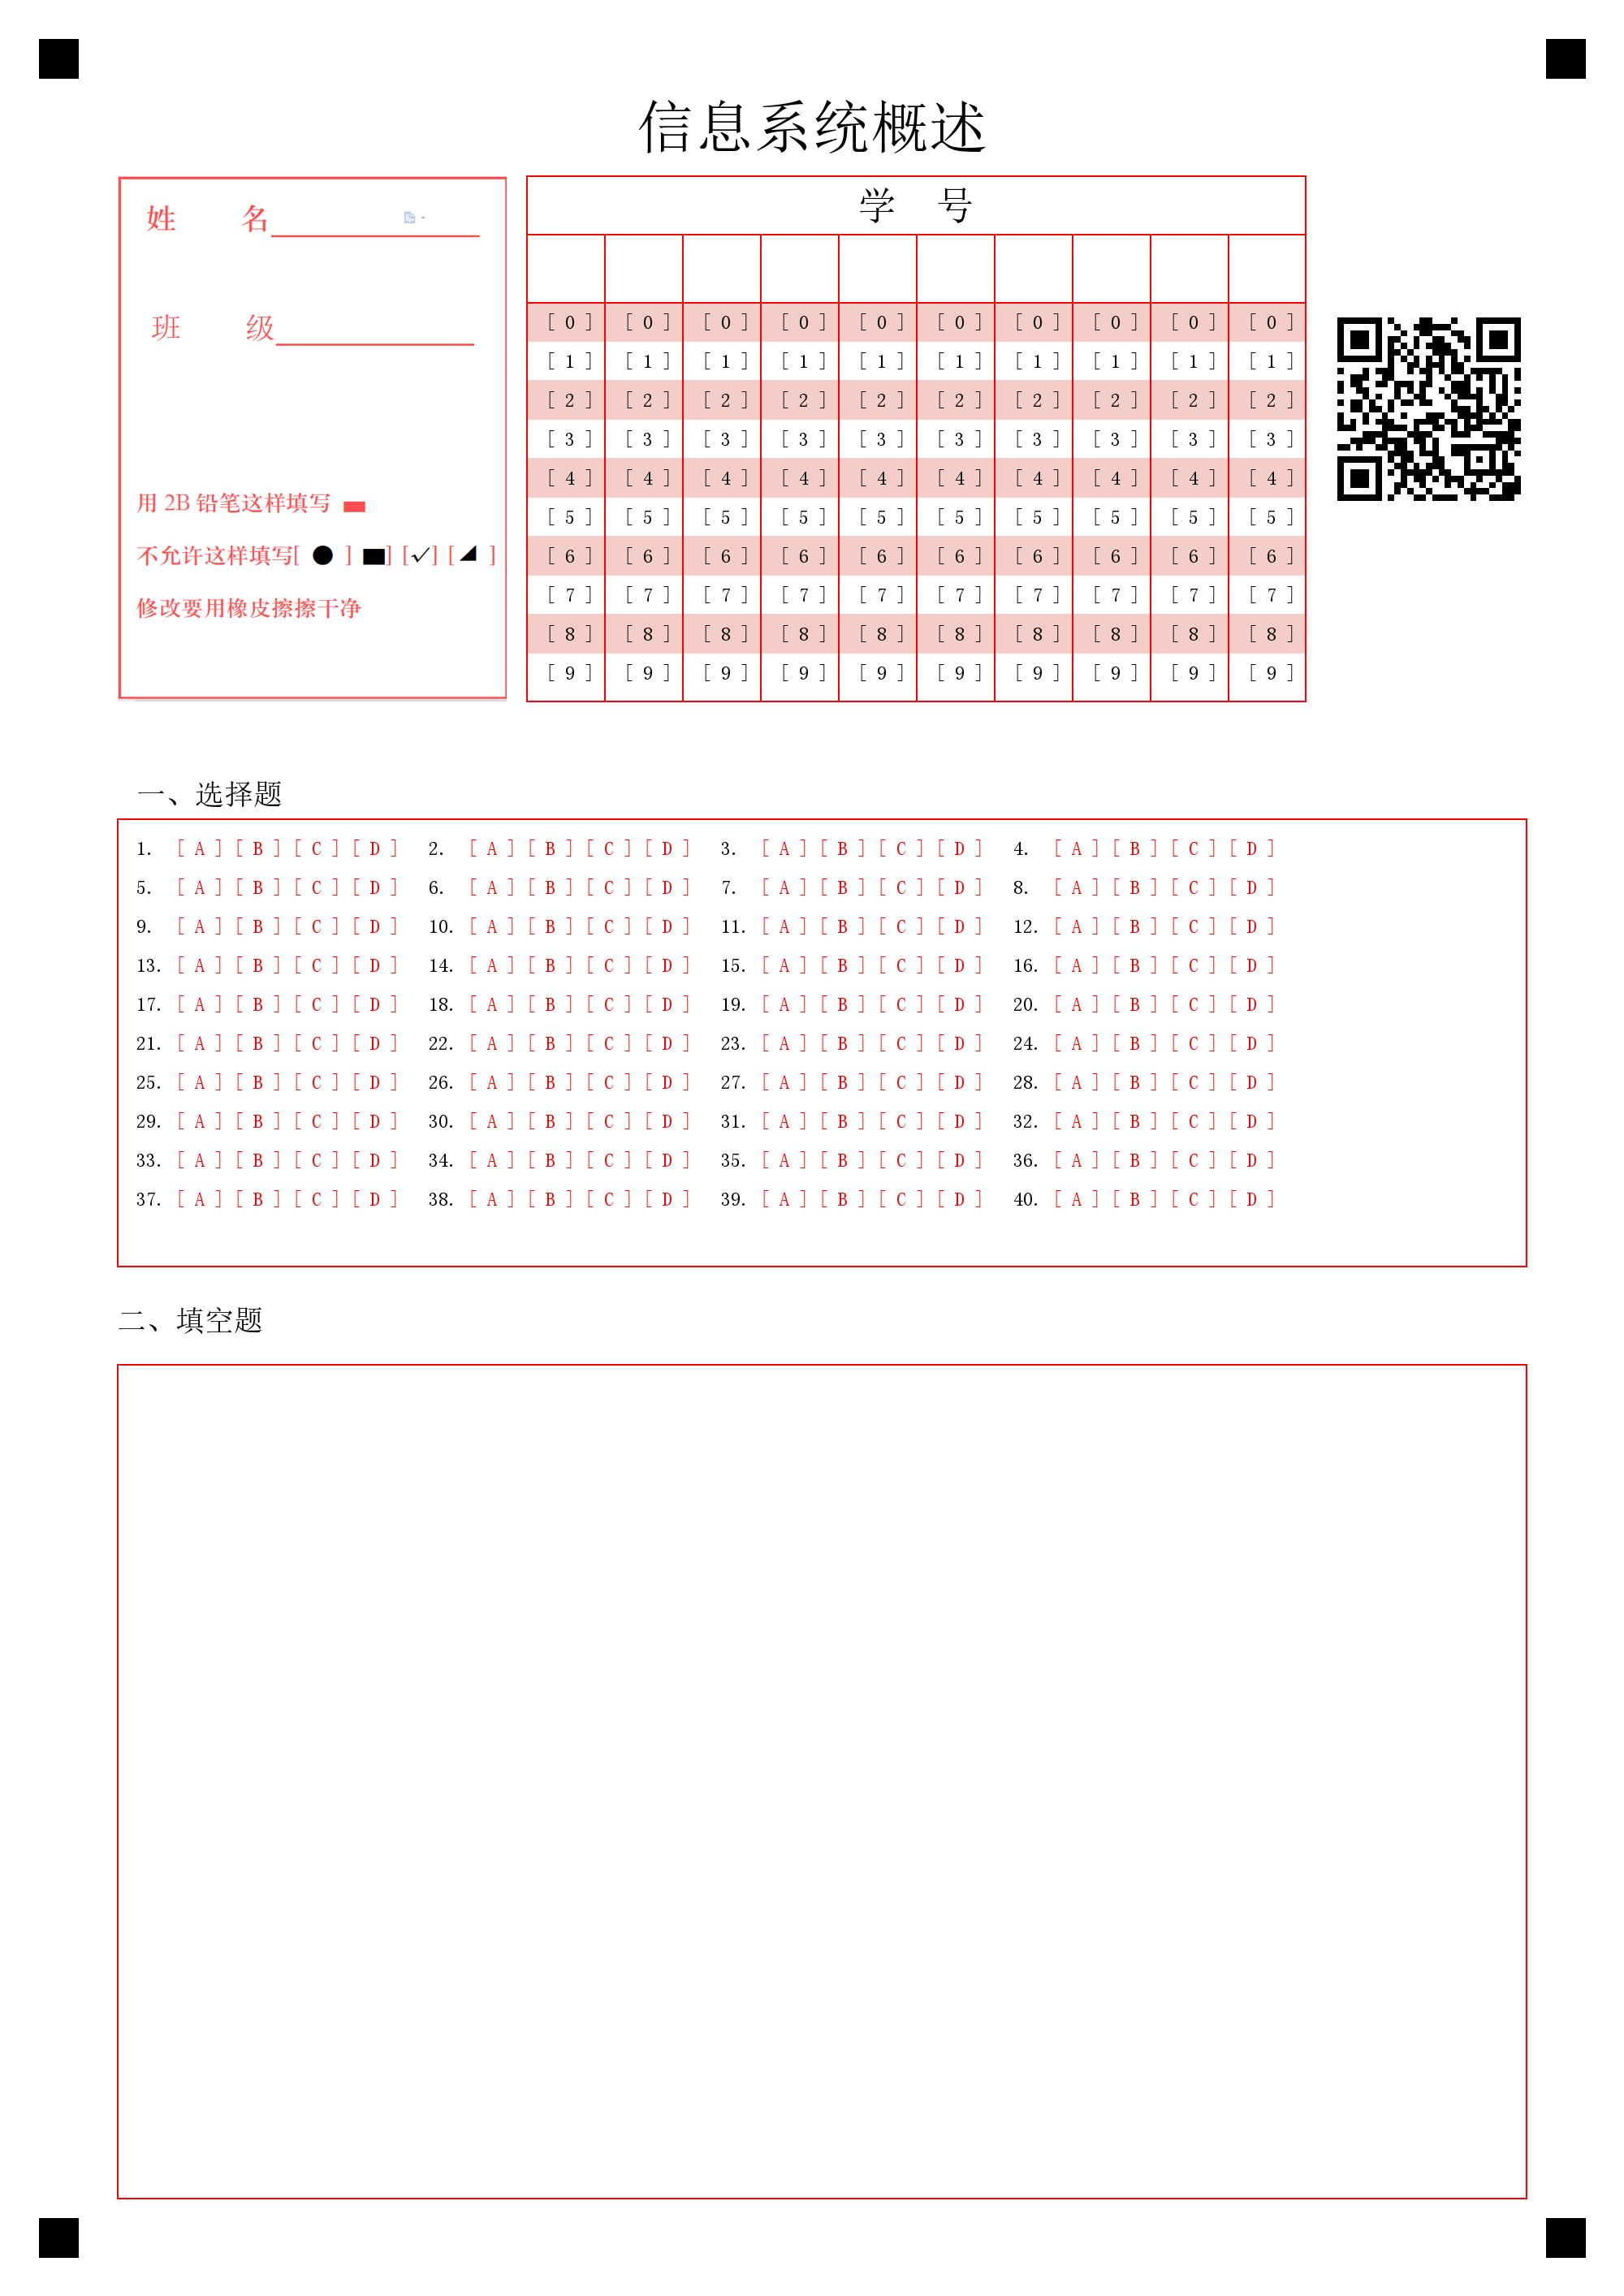 信息系统概述
姓 名
班 级
用 2B 铅笔这样填写
不允许这样填写[ ● ] ■] [√] [◢ ]
修改要用橡皮擦擦干净
学 号
[ 0 ] [ 0 ] [ 0 ] [ 0 ] [ 0 ] [ 0 ] [ 0 ] [ 0 ] [ 0 ] [ 0 ]
[ 1 ] [ 1 ] [ 1 ] [ 1 ] [ 1 ] [ 1 ] [ 1 ] [ 1 ] [ 1 ] [ 1 ]
[ 2 ] [ 2 ] [ 2 ] [ 2 ] [ 2 ] [ 2 ] [ 2 ] [ 2 ] [ 2 ] [ 2 ]
[ 3 ] [ 3 ] [ 3 ] [ 3 ] [ 3 ] [ 3 ] [ 3 ] [ 3 ] [ 3 ] [ 3 ]
[ 4 ] [ 4 ] [ 4 ] [ 4 ] [ 4 ] [ 4 ] [ 4 ] [ 4 ] [ 4 ] [ 4 ]
[ 5 ] [ 5 ] [ 5 ] [ 5 ] [ 5 ] [ 5 ] [ 5 ] [ 5 ] [ 5 ] [ 5 ]
[ 6 ] [ 6 ] [ 6 ] [ 6 ] [ 6 ] [ 6 ] [ 6 ] [ 6 ] [ 6 ] [ 6 ]
[ 7 ] [ 7 ] [ 7 ] [ 7 ] [ 7 ] [ 7 ] [ 7 ] [ 7 ] [ 7 ] [ 7 ]
[ 8 ] [ 8 ] [ 8 ] [ 8 ] [ 8 ] [ 8 ] [ 8 ] [ 8 ] [ 8 ] [ 8 ]
[ 9 ] [ 9 ] [ 9 ] [ 9 ] [ 9 ] [ 9 ] [ 9 ] [ 9 ] [ 9 ] [ 9 ]
一、选择题
1. [ A ] [ B ] [ C ] [ D ] 2. [ A ] [ B ] [ C ] [ D ] 3. [ A ] [ B ] [ C ] [ D ] 4. [ A ] [ B ] [ C ] [ D ]
5. [ A ] [ B ] [ C ] [ D ] 6. [ A ] [ B ] [ C ] [ D ] 7. [ A ] [ B ] [ C ] [ D ] 8. [ A ] [ B ] [ C ] [ D ]
9. [ A ] [ B ] [ C ] [ D ] 10. [ A ] [ B ] [ C ] [ D ] 11. [ A ] [ B ] [ C ] [ D ] 12. [ A ] [ B ] [ C ] [ D ]
13. [ A ] [ B ] [ C ] [ D ] 14. [ A ] [ B ] [ C ] [ D ] 15. [ A ] [ B ] [ C ] [ D ] 16. [ A ] [ B ] [ C ] [ D ]
17. [ A ] [ B ] [ C ] [ D ] 18. [ A ] [ B ] [ C ] [ D ] 19. [ A ] [ B ] [ C ] [ D ] 20. [ A ] [ B ] [ C ] [ D ]
21. [ A ] [ B ] [ C ] [ D ] 22. [ A ] [ B ] [ C ] [ D ] 23. [ A ] [ B ] [ C ] [ D ] 24. [ A ] [ B ] [ C ] [ D ]
25. [ A ] [ B ] [ C ] [ D ] 26. [ A ] [ B ] [ C ] [ D ] 27. [ A ] [ B ] [ C ] [ D ] 28. [ A ] [ B ] [ C ] [ D ]
29. [ A ] [ B ] [ C ] [ D ] 30. [ A ] [ B ] [ C ] [ D ] 31. [ A ] [ B ] [ C ] [ D ] 32. [ A ] [ B ] [ C ] [ D ]
33. [ A ] [ B ] [ C ] [ D ] 34. [ A ] [ B ] [ C ] [ D ] 35. [ A ] [ B ] [ C ] [ D ] 36. [ A ] [ B ] [ C ] [ D ]
37. [ A ] [ B ] [ C ] [ D ] 38. [ A ] [ B ] [ C ] [ D ] 39. [ A ] [ B ] [ C ] [ D ] 40. [ A ] [ B ] [ C ] [ D ]
二、填空题